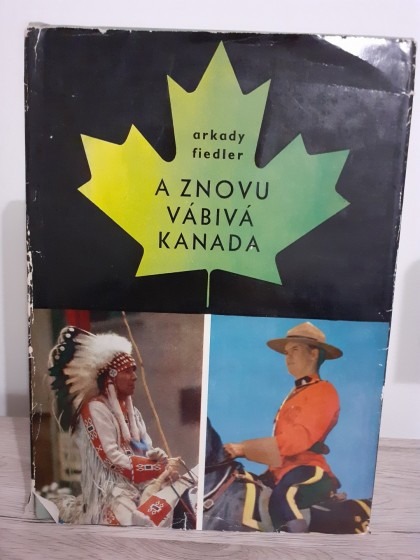 arkady
fiedler
A ZNOVU
VÁBIVÁ
KANADA